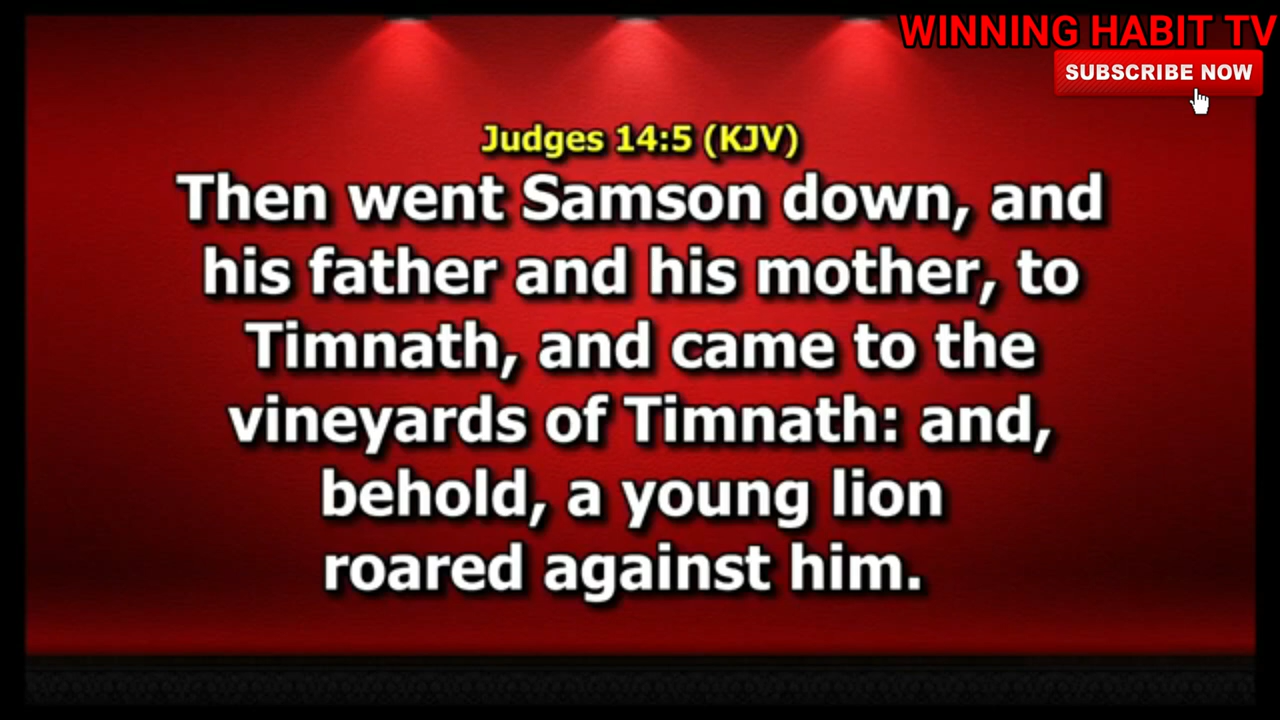 WINNING HABIT TV
SUBSCRIBE NOW
Judges 14:5 (KJV)
Then went Samson down, and
his father and his mother, to
Timnath, and came to the
vineyards of Timnath: and,
behold, a young lion
roared against him.